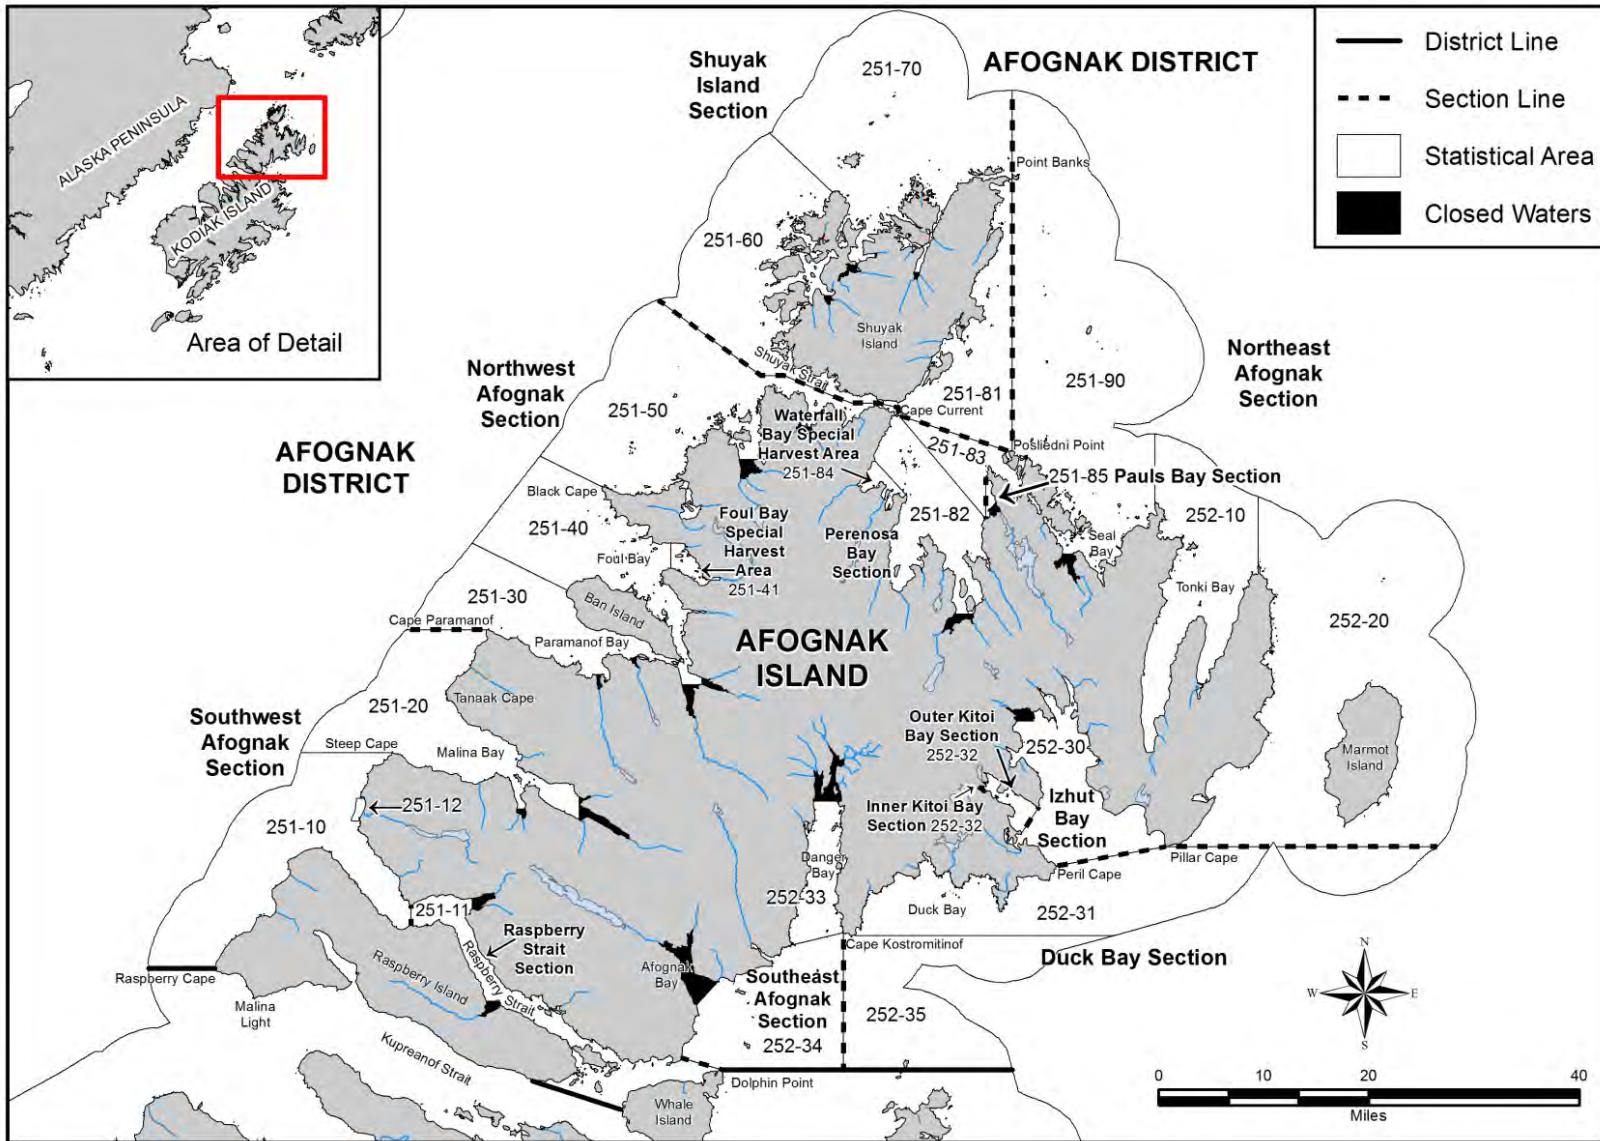 ALASKA PENINSULA
KODIAK ISLAND
Area of Detail
District Line
Section Line
Statistical Area
Closed Waters
AFOGNAK DISTRICT
Shuyak
Island
Section
251-70
Point Banks
251-60
Shuyak
Island
Shuyak Strait
Cape Current
251-81
251-90
Northeast
Afognak
Section
Northwest
Afognak
Section
251-50
AFOGNAK
DISTRICT
Waterfall
Bay Special
Harvest Area
251-84
251-83
Posliedni Point
251-85 Pauls Bay Section
Black Cape
251-40
Foul Bay
Foul Bay
Special
Harvest
Area
251-41
251-82
Perenosa
Bay
Section
Seal
Bay
252-10
Tonki Bay
252-20
251-30
Ban Island
Cape Paramanof
Paramanof Bay
AFOGNAK
ISLAND
Tanaak Cape
251-20
Southwest
Afognak
Section
Steep Cape
Malina Bay
Outer Kitoi
Bay Section
252-32
252-30
Marmot
Island
251-12
251-10
Inner Kitoi Bay
Section 252-32
Izhut
Bay
Section
Danger
Bay
Pillar Cape
Peril Cape
252-33
251-11
Duck Bay
252-31
Raspberry
Strait
Section
Raspberry Strait
Cape Kostromitinof
Duck Bay Section
Raspberry Cape
Raspberry Island
Afognak
Bay
Southeast
Afognak
Section
252-34
252-35
Malina
Light
Kupreanof Strait
Dolphin Point
Whale
Island
N
W
E
S
0 10 20 40
Miles